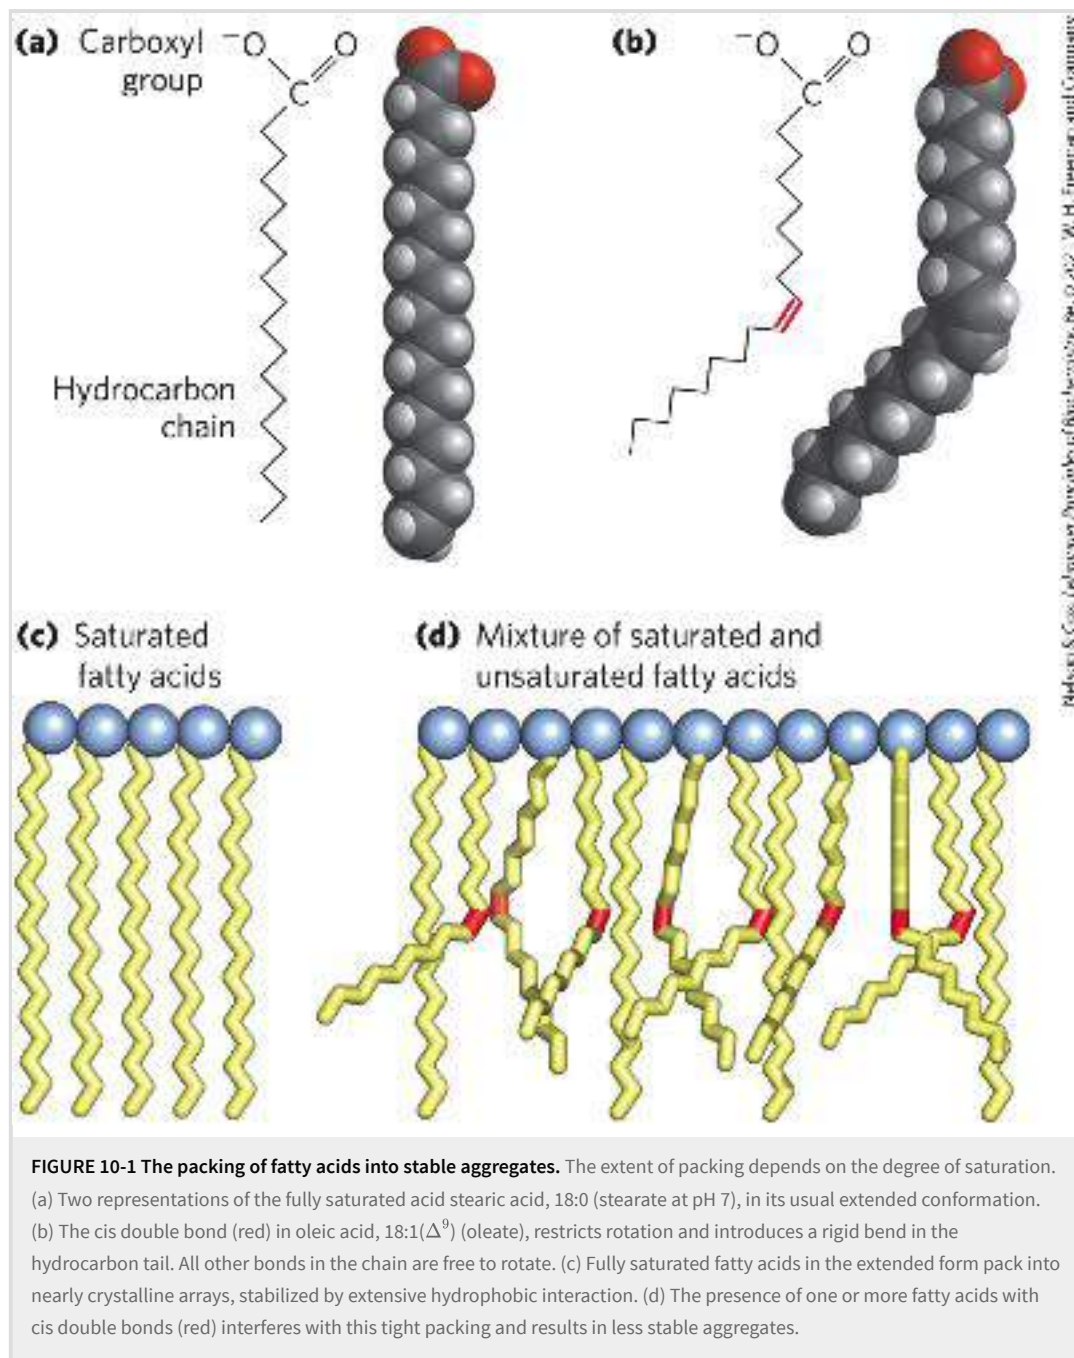 (a) Carboxyl group
⁻O O
C
Hydrocarbon
chain
(b)
⁻O O
C
(c) Saturated
fatty acids
(d) Mixture of saturated and
unsaturated fatty acids
FIGURE 10-1 The packing of fatty acids into stable aggregates. The extent of packing depends on the degree of saturation.
(a) Two representations of the fully saturated acid stearic acid, 18:0 (stearate at pH 7), in its usual extended conformation.
(b) The cis double bond (red) in oleic acid, 18:1(Δ⁹) (oleate), restricts rotation and introduces a rigid bend in the
hydrocarbon tail. All other bonds in the chain are free to rotate. (c) Fully saturated fatty acids in the extended form pack into
nearly crystalline arrays, stabilized by extensive hydrophobic interaction. (d) The presence of one or more fatty acids with
cis double bonds (red) interferes with this tight packing and results in less stable aggregates.
W. H. Freeman and Company